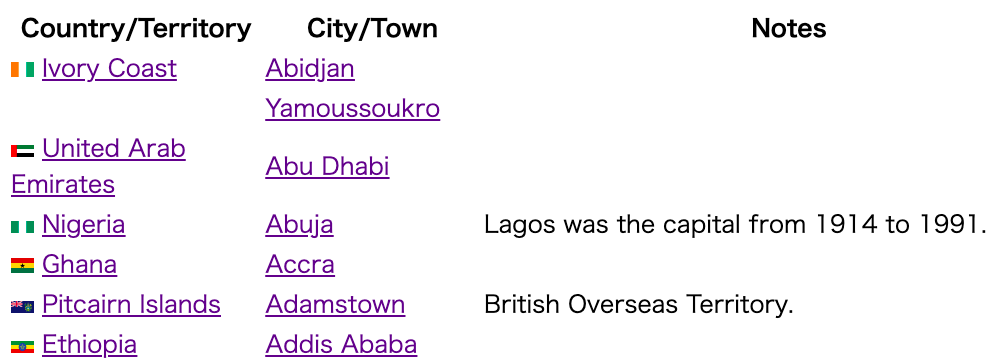 Country/Territory City/Town Notes
Ivory Coast Abidjan
Yamoussoukro
United Arab Emirates Abu Dhabi
Nigeria Abuja Lagos was the capital from 1914 to 1991.
Ghana Accra
Pitcairn Islands Adamstown British Overseas Territory.
Ethiopia Addis Ababa